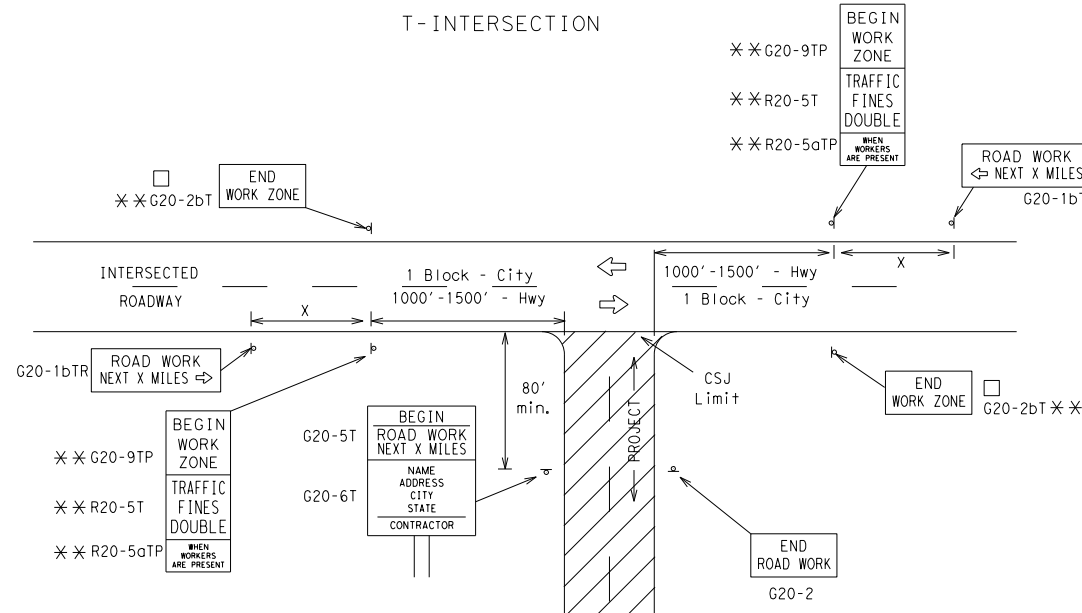 T-INTERSECTION
BEGIN
WORK
ZONE
TRAFFIC
FINES
DOUBLE
WHEN
WORKERS
ARE PRESENT
** G20-9TP
** R20-5T
** R20-5aTP
ROAD WORK
⇦ NEXT X MILES
G20-1bT
□
** G20-2bT
END
WORK ZONE
INTERSECTED
ROADWAY
1 Block - City
1000'-1500' - Hwy
X
1000'-1500' - Hwy
1 Block - City
X
G20-1bTR
ROAD WORK
NEXT X MILES ⇨
80'
min.
CSJ
Limit
PROJECT
END
WORK ZONE
□
G20-2bT **
** G20-9TP
** R20-5T
** R20-5aTP
BEGIN
WORK
ZONE
TRAFFIC
FINES
DOUBLE
WHEN
WORKERS
ARE PRESENT
G20-5T
G20-6T
BEGIN
ROAD WORK
NEXT X MILES
NAME
ADDRESS
CITY
STATE
CONTRACTOR
END
ROAD WORK
G20-2